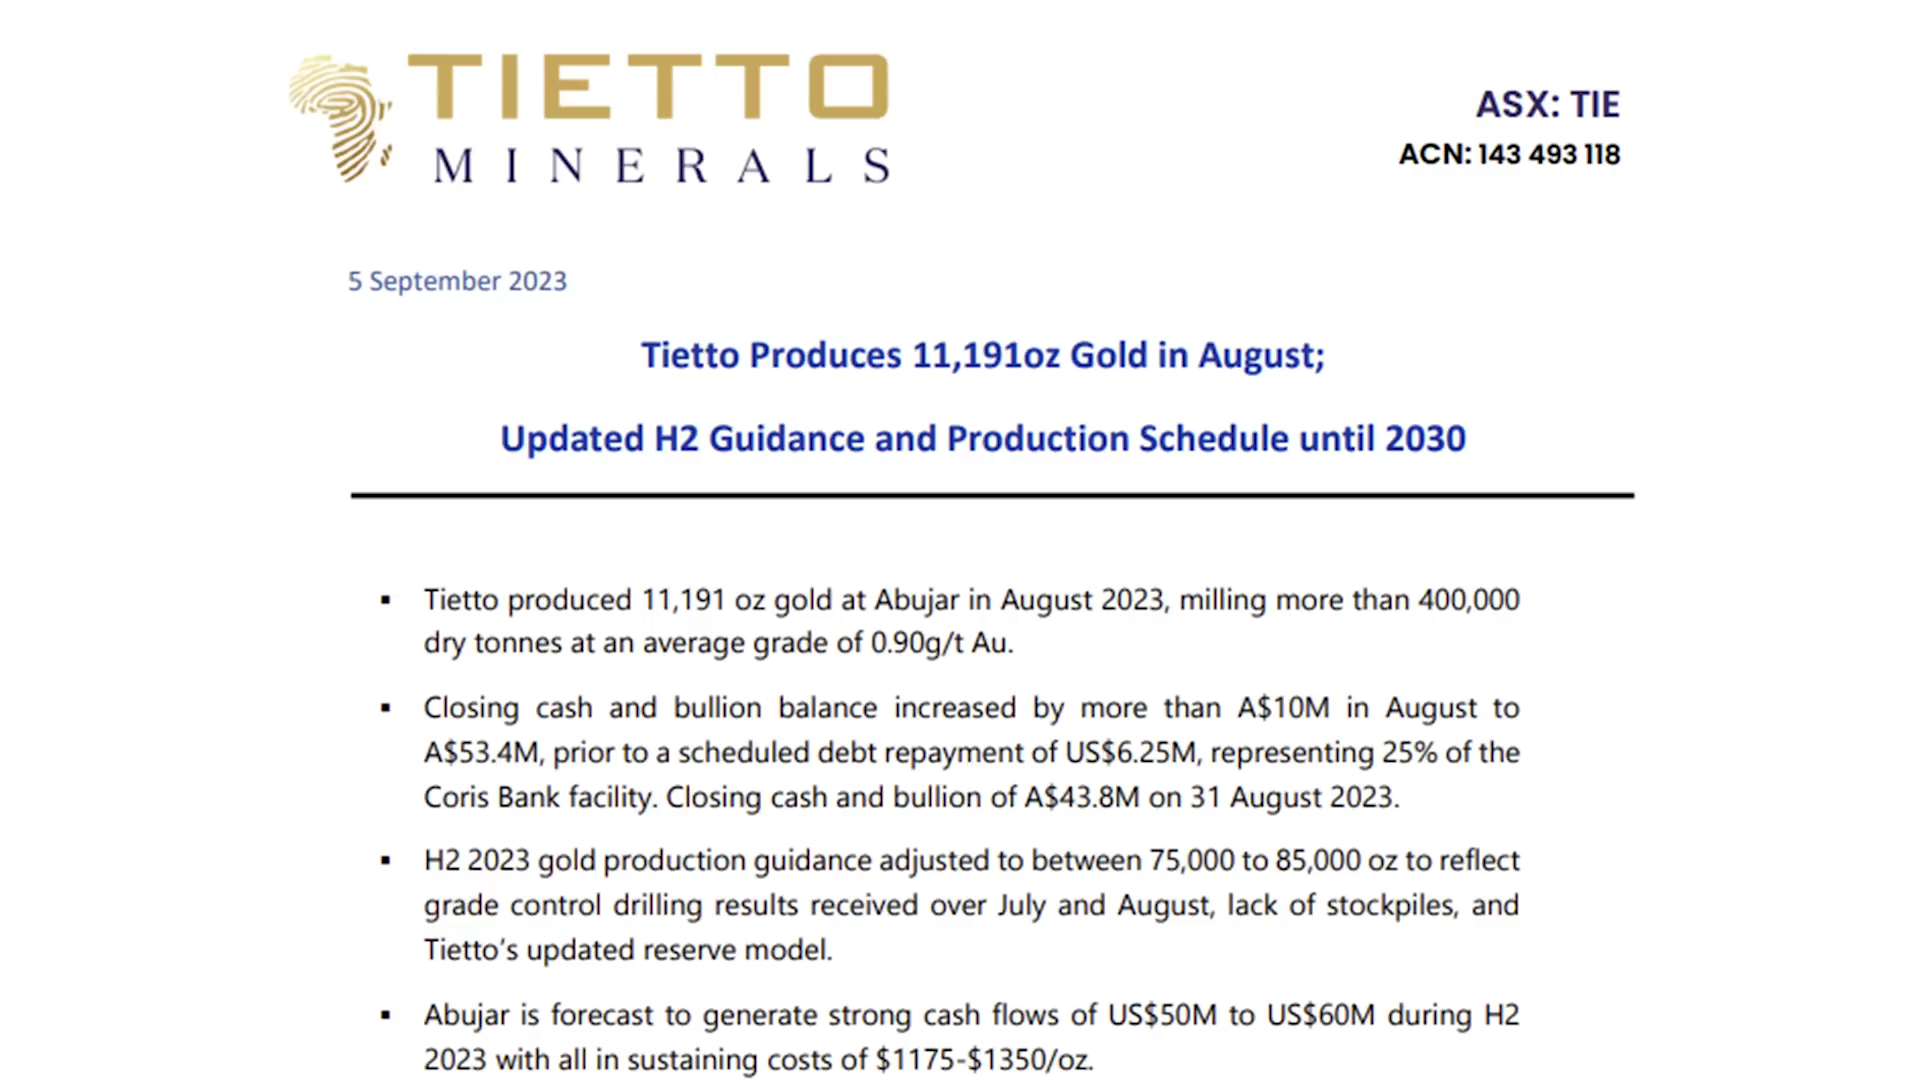 TIETTO
MINERALS
ASX: TIE
ACN: 143 493 118
5 September 2023
Tietto Produces 11,191oz Gold in August;
Updated H2 Guidance and Production Schedule until 2030
▪ Tietto produced 11,191 oz gold at Abujar in August 2023, milling more than 400,000
dry tonnes at an average grade of 0.90g/t Au.
▪ Closing cash and bullion balance increased by more than A$10M in August to
A$53.4M, prior to a scheduled debt repayment of US$6.25M, representing 25% of the
Coris Bank facility. Closing cash and bullion of A$43.8M on 31 August 2023.
▪ H2 2023 gold production guidance adjusted to between 75,000 to 85,000 oz to reflect
grade control drilling results received over July and August, lack of stockpiles, and
Tietto’s updated reserve model.
▪ Abujar is forecast to generate strong cash flows of US$50M to US$60M during H2
2023 with all in sustaining costs of $1175-$1350/oz.